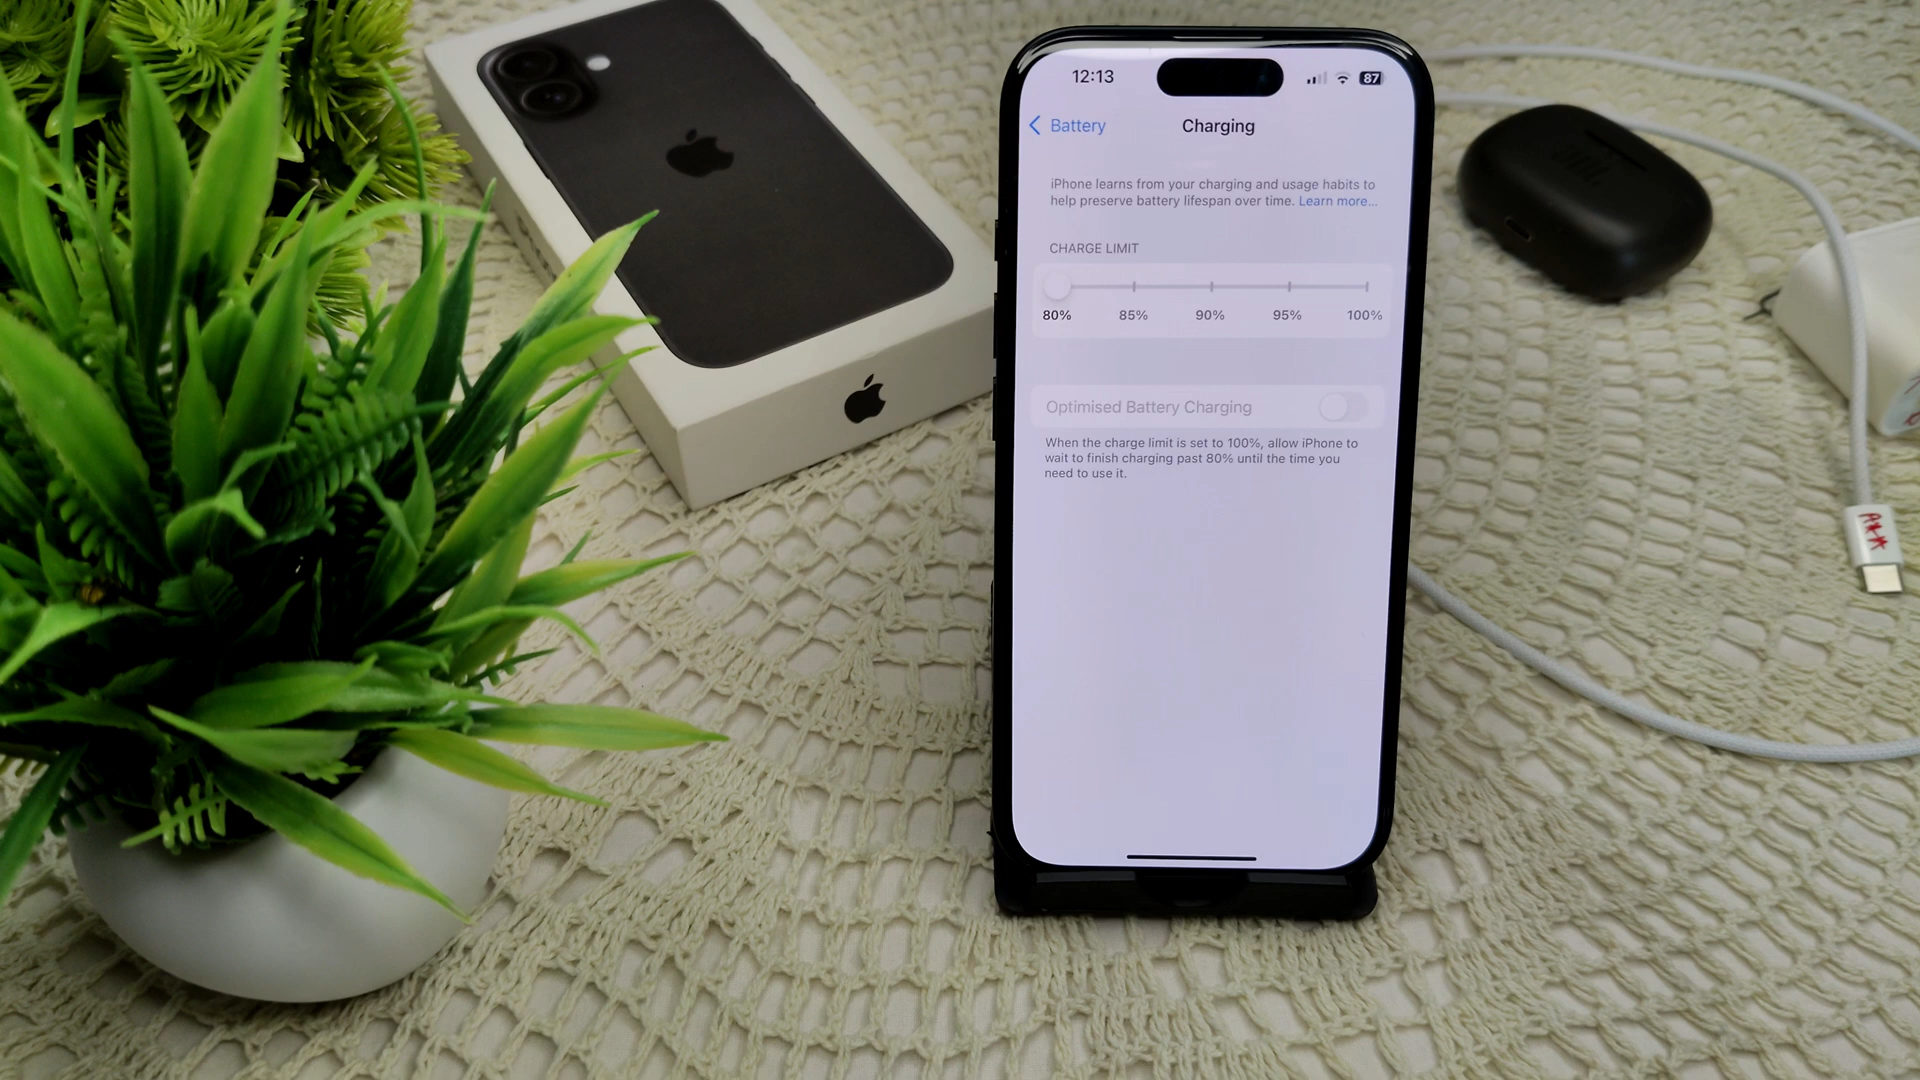 12:13
87
Battery
Charging
iPhone learns from your charging and usage habits to
help preserve battery lifespan over time. Learn more...
CHARGE LIMIT
80% 85% 90% 95% 100%
Optimised Battery Charging
When the charge limit is set to 100%, allow iPhone to
wait to finish charging past 80% until the time you
need to use it.